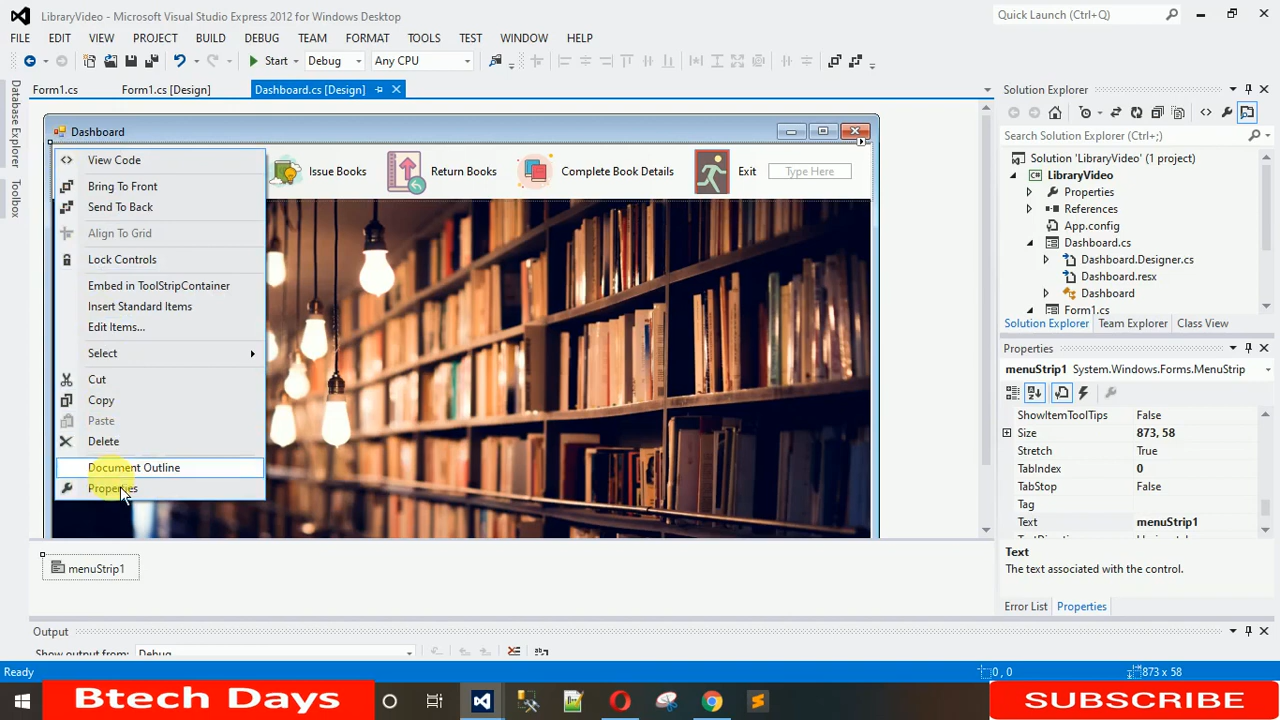 LibraryVideo - Microsoft Visual Studio Express 2012 for Windows Desktop
Quick Launch (Ctrl+Q)
FILE EDIT VIEW PROJECT BUILD DEBUG TEAM FORMAT TOOLS TEST WINDOW HELP
Start Debug Any CPU
Database Explorer
Toolbox
Form1.cs Form1.cs [Design] Dashboard.cs [Design]
Dashboard
Issue Books Return Books Complete Book Details Exit Type Here
View Code
Bring To Front
Send To Back
Align To Grid
Lock Controls
Embed in ToolStripContainer
Insert Standard Items
Edit Items...
Select
Cut
Copy
Paste
Delete
Document Outline
Properties
menuStrip1
Output
Show output from: Debug
Solution Explorer
Search Solution Explorer (Ctrl+;)
Solution 'LibraryVideo' (1 project)
LibraryVideo
Properties
References
App.config
Dashboard.cs
Dashboard.Designer.cs
Dashboard.resx
Dashboard
Form1.cs
Solution Explorer Team Explorer Class View
Properties
menuStrip1 System.Windows.Forms.MenuStrip
ShowItemToolTips False
Size 873, 58
Stretch True
TabIndex 0
TabStop False
Tag
Text menuStrip1
Text
The text associated with the control.
Error List Properties
Ready 0 , 0 873 x 58
Btech Days
SUBSCRIBE